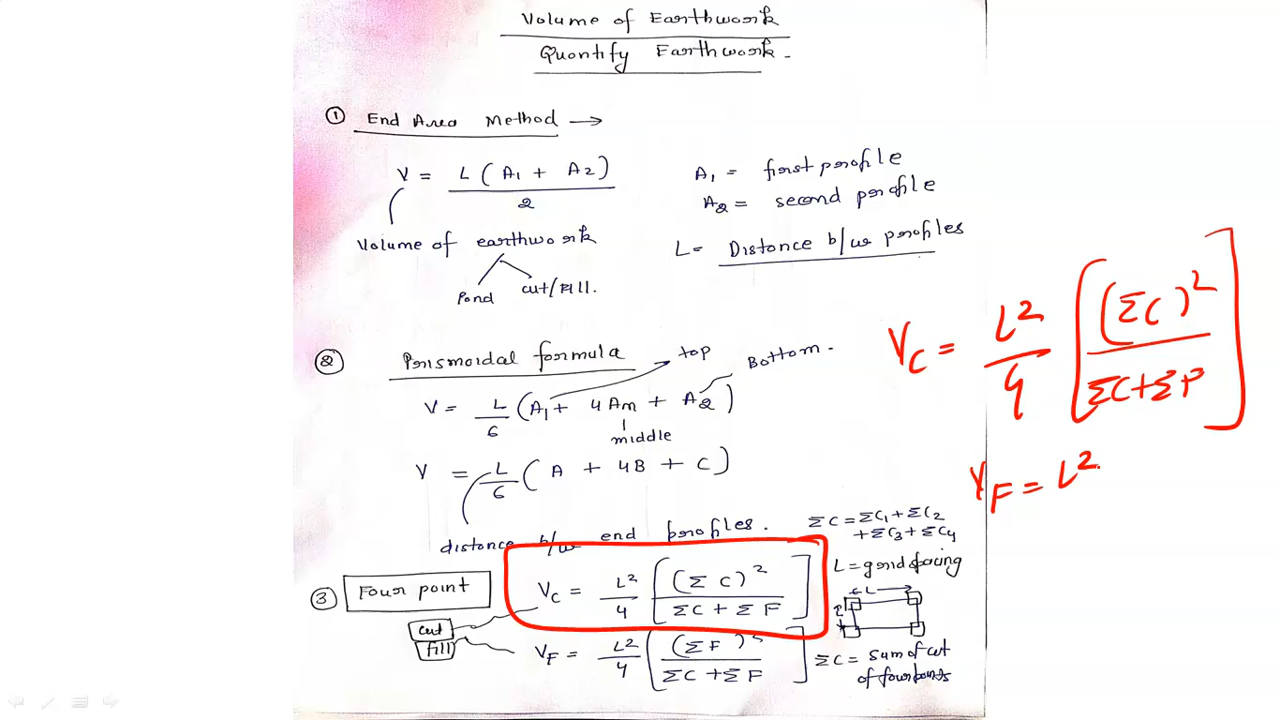 Volume of Earthwork
Quantify Earthwork.
① End Area Method →
V = L (A1 + A2) / 2
A1 = first profile
A2 = second profile
L = Distance b/w profiles
Volume of earthwork
Pond cut/Fill.
② Prismoidal formula
top
Bottom.
V = L/6 (A1 + 4Am + A2)
middle
V = L/6 (A + 4B + C)
distance b/w end profiles.
③ Four point
cut
fill
VC = L²/4 [(ΣC)² / ΣC + ΣF]
VF = L²/4 [(ΣF)² / ΣC + ΣF]
ΣC = ΣC1 + ΣC2
+ ΣC3 + ΣC4
L = grid spacing
L
ΣC = Sum of cut
of four points
VC = L²/4 [(ΣC)² / ΣC+ΣF]
VF = L²